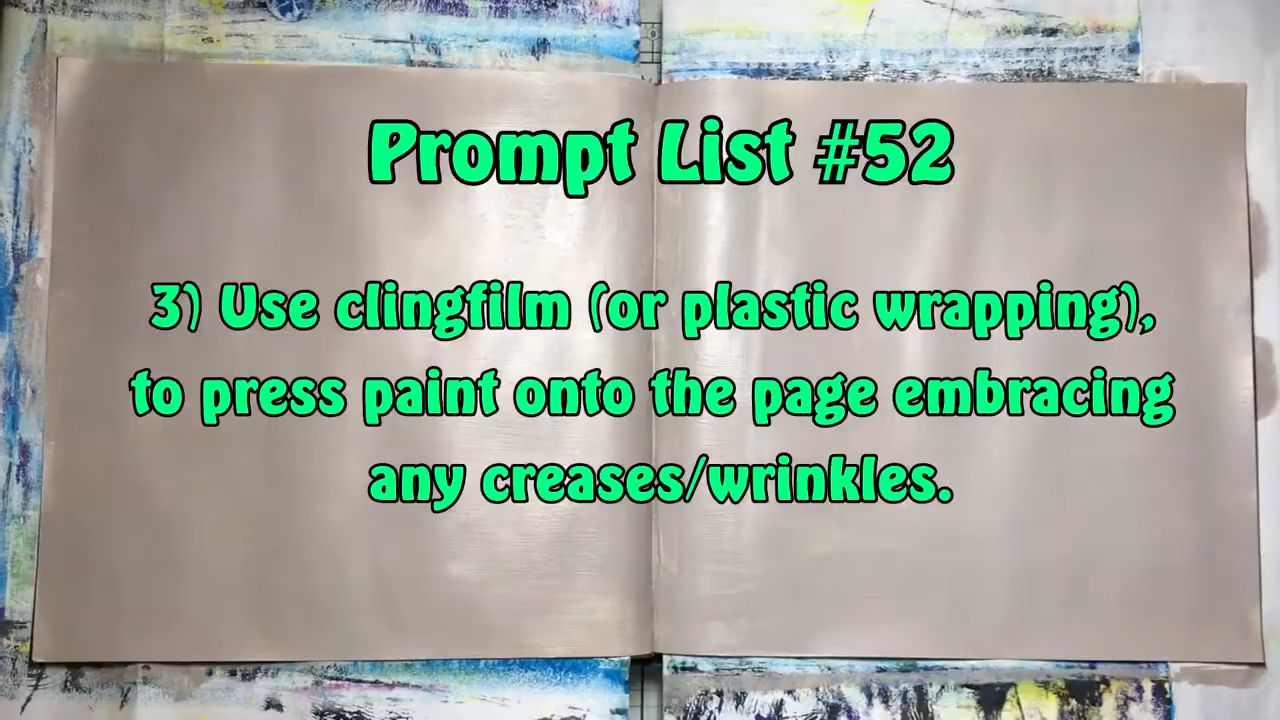 Prompt List #52
3) Use clingfilm (or plastic wrapping),
to press paint onto the page embracing
any creases/wrinkles.